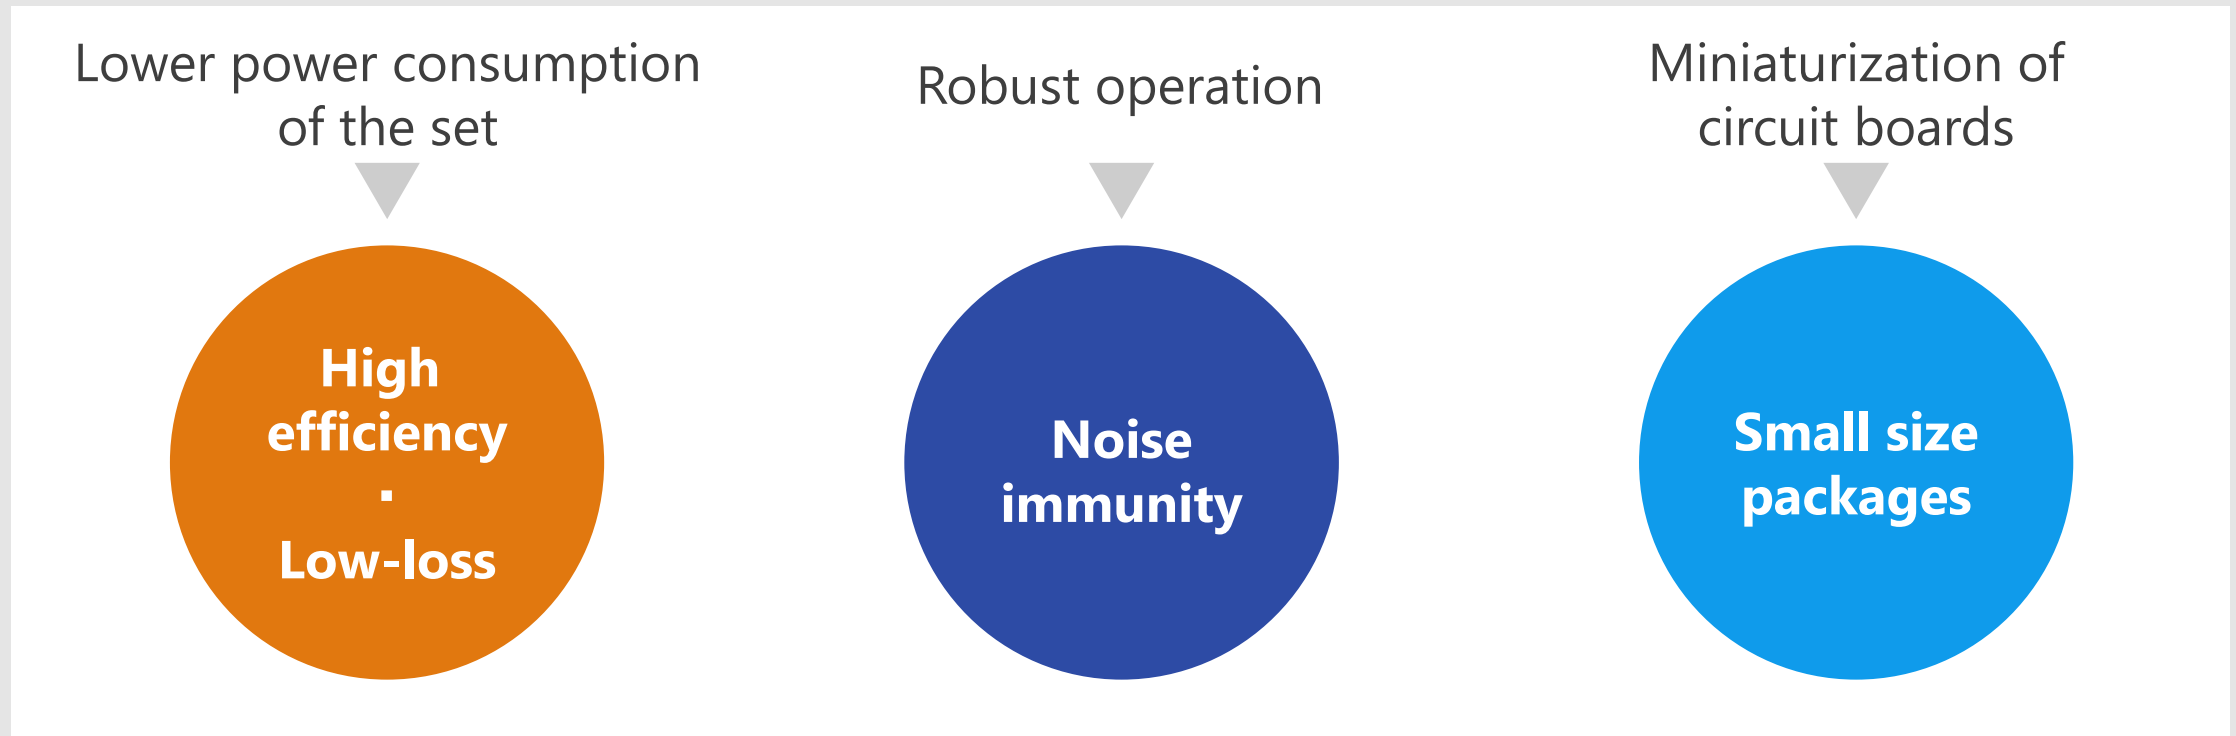 Lower power consumption
of the set
Robust operation
Miniaturization of
circuit boards
High
efficiency
·
Low-loss
Noise
immunity
Small size
packages